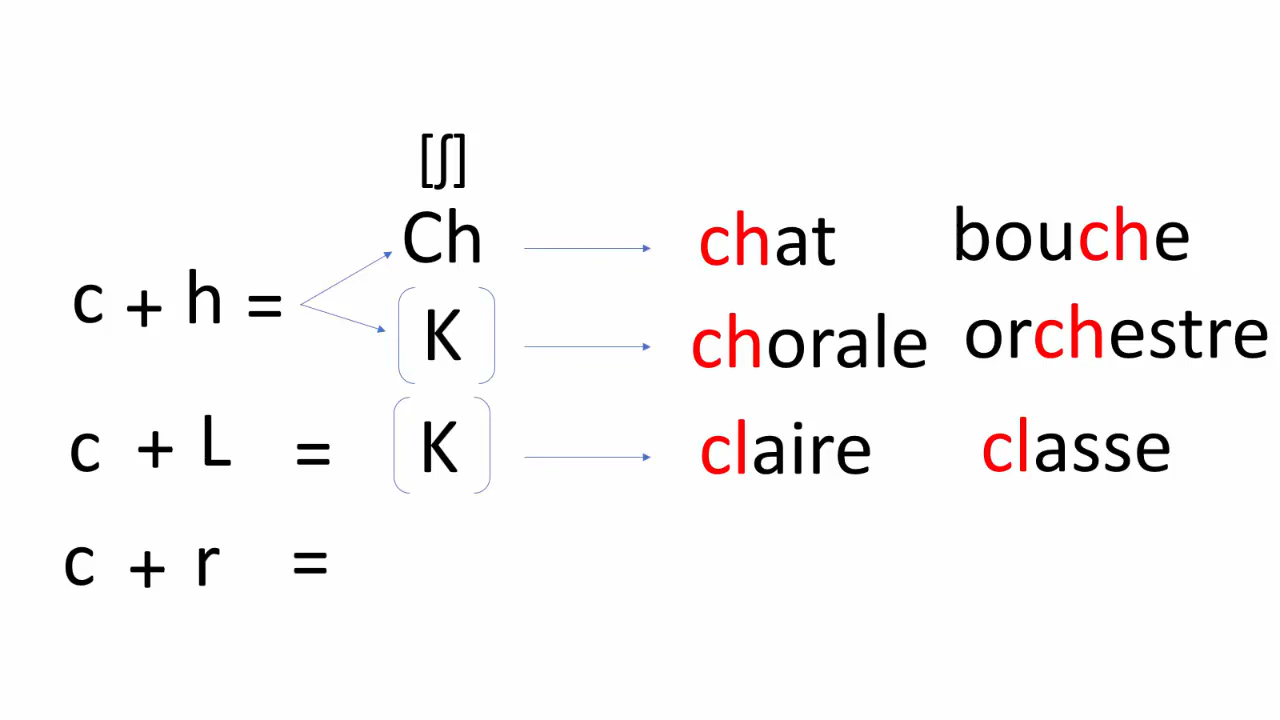 [ʃ]
Ch chat bouche
c + h =
K chorale orchestre
c + L = K claire classe
c + r =